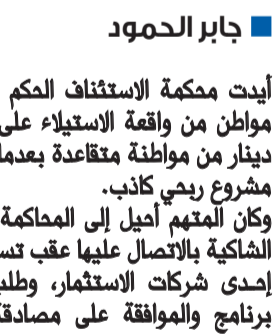 جابر الحمود
أيدت محكمة الاستئناف الحكم
مواطن من واقعة الاستيلاء على
دينار من مواطنة متقاعدة بعدما
مشروع ربحي كاذب.
وكان المتهم أحيل إلى المحاكمة
الشاكية بالاتصال عليها عقب تس
إحدى شركات الاستثمار، وطلب
برنامج والموافقة على مصادقة